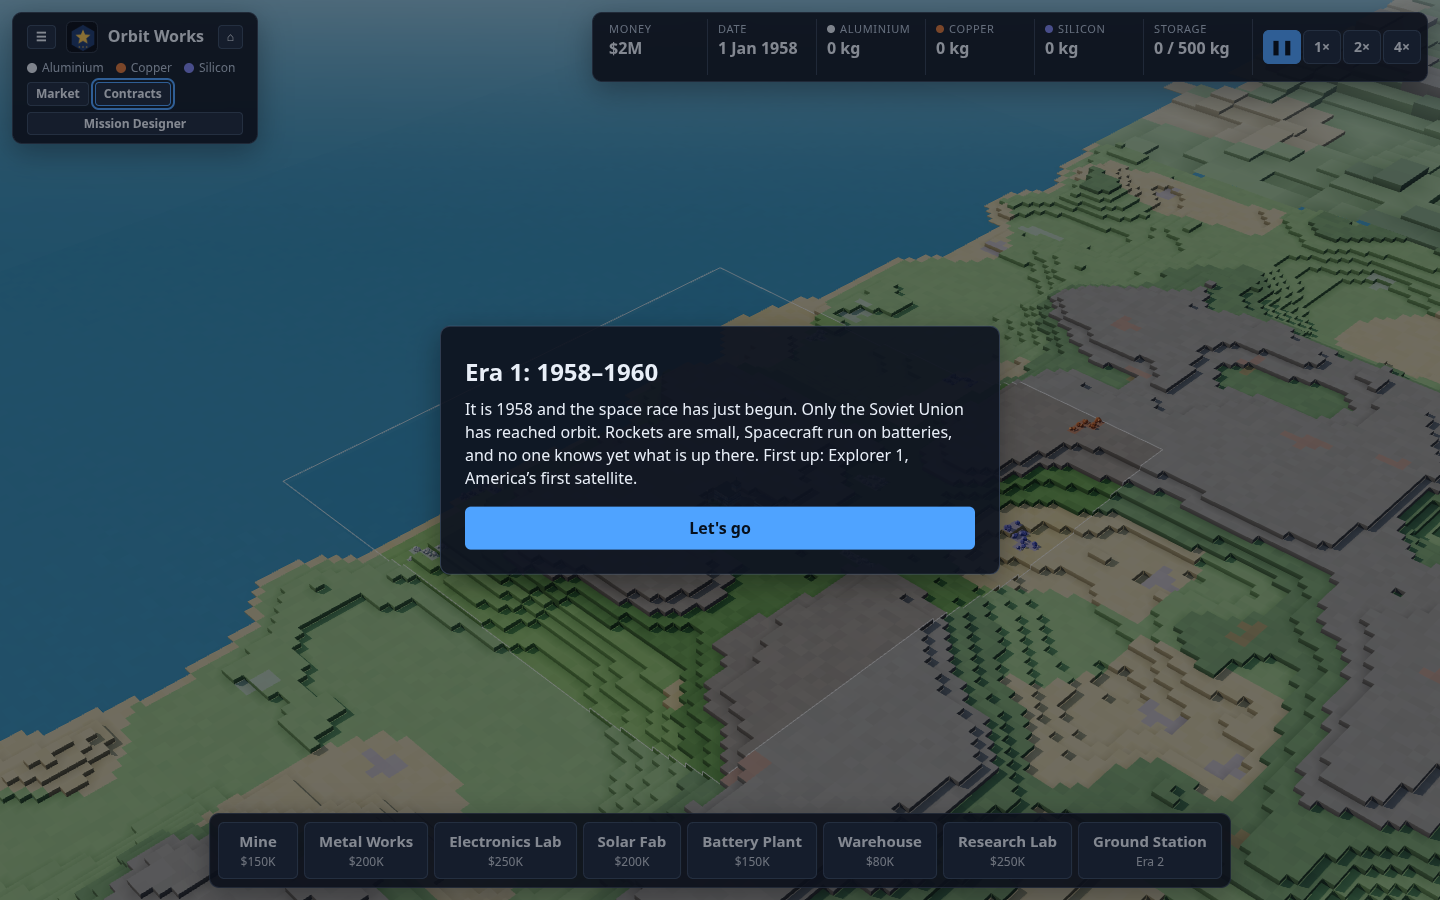 ☰ Orbit Works ⌂
Aluminium Copper Silicon
Market Contracts
Mission Designer
MONEY DATE ALUMINIUM COPPER SILICON STORAGE
$2M 1 Jan 1958 0 kg 0 kg 0 kg 0 / 500 kg ❚❚ 1× 2× 4×
Era 1: 1958–1960
It is 1958 and the space race has just begun. Only the Soviet Union
has reached orbit. Rockets are small, Spacecraft run on batteries,
and no one knows yet what is up there. First up: Explorer 1,
America’s first satellite.
Let's go
Mine Metal Works Electronics Lab Solar Fab Battery Plant Warehouse Research Lab Ground Station
$150K $200K $250K $200K $150K $80K $250K Era 2